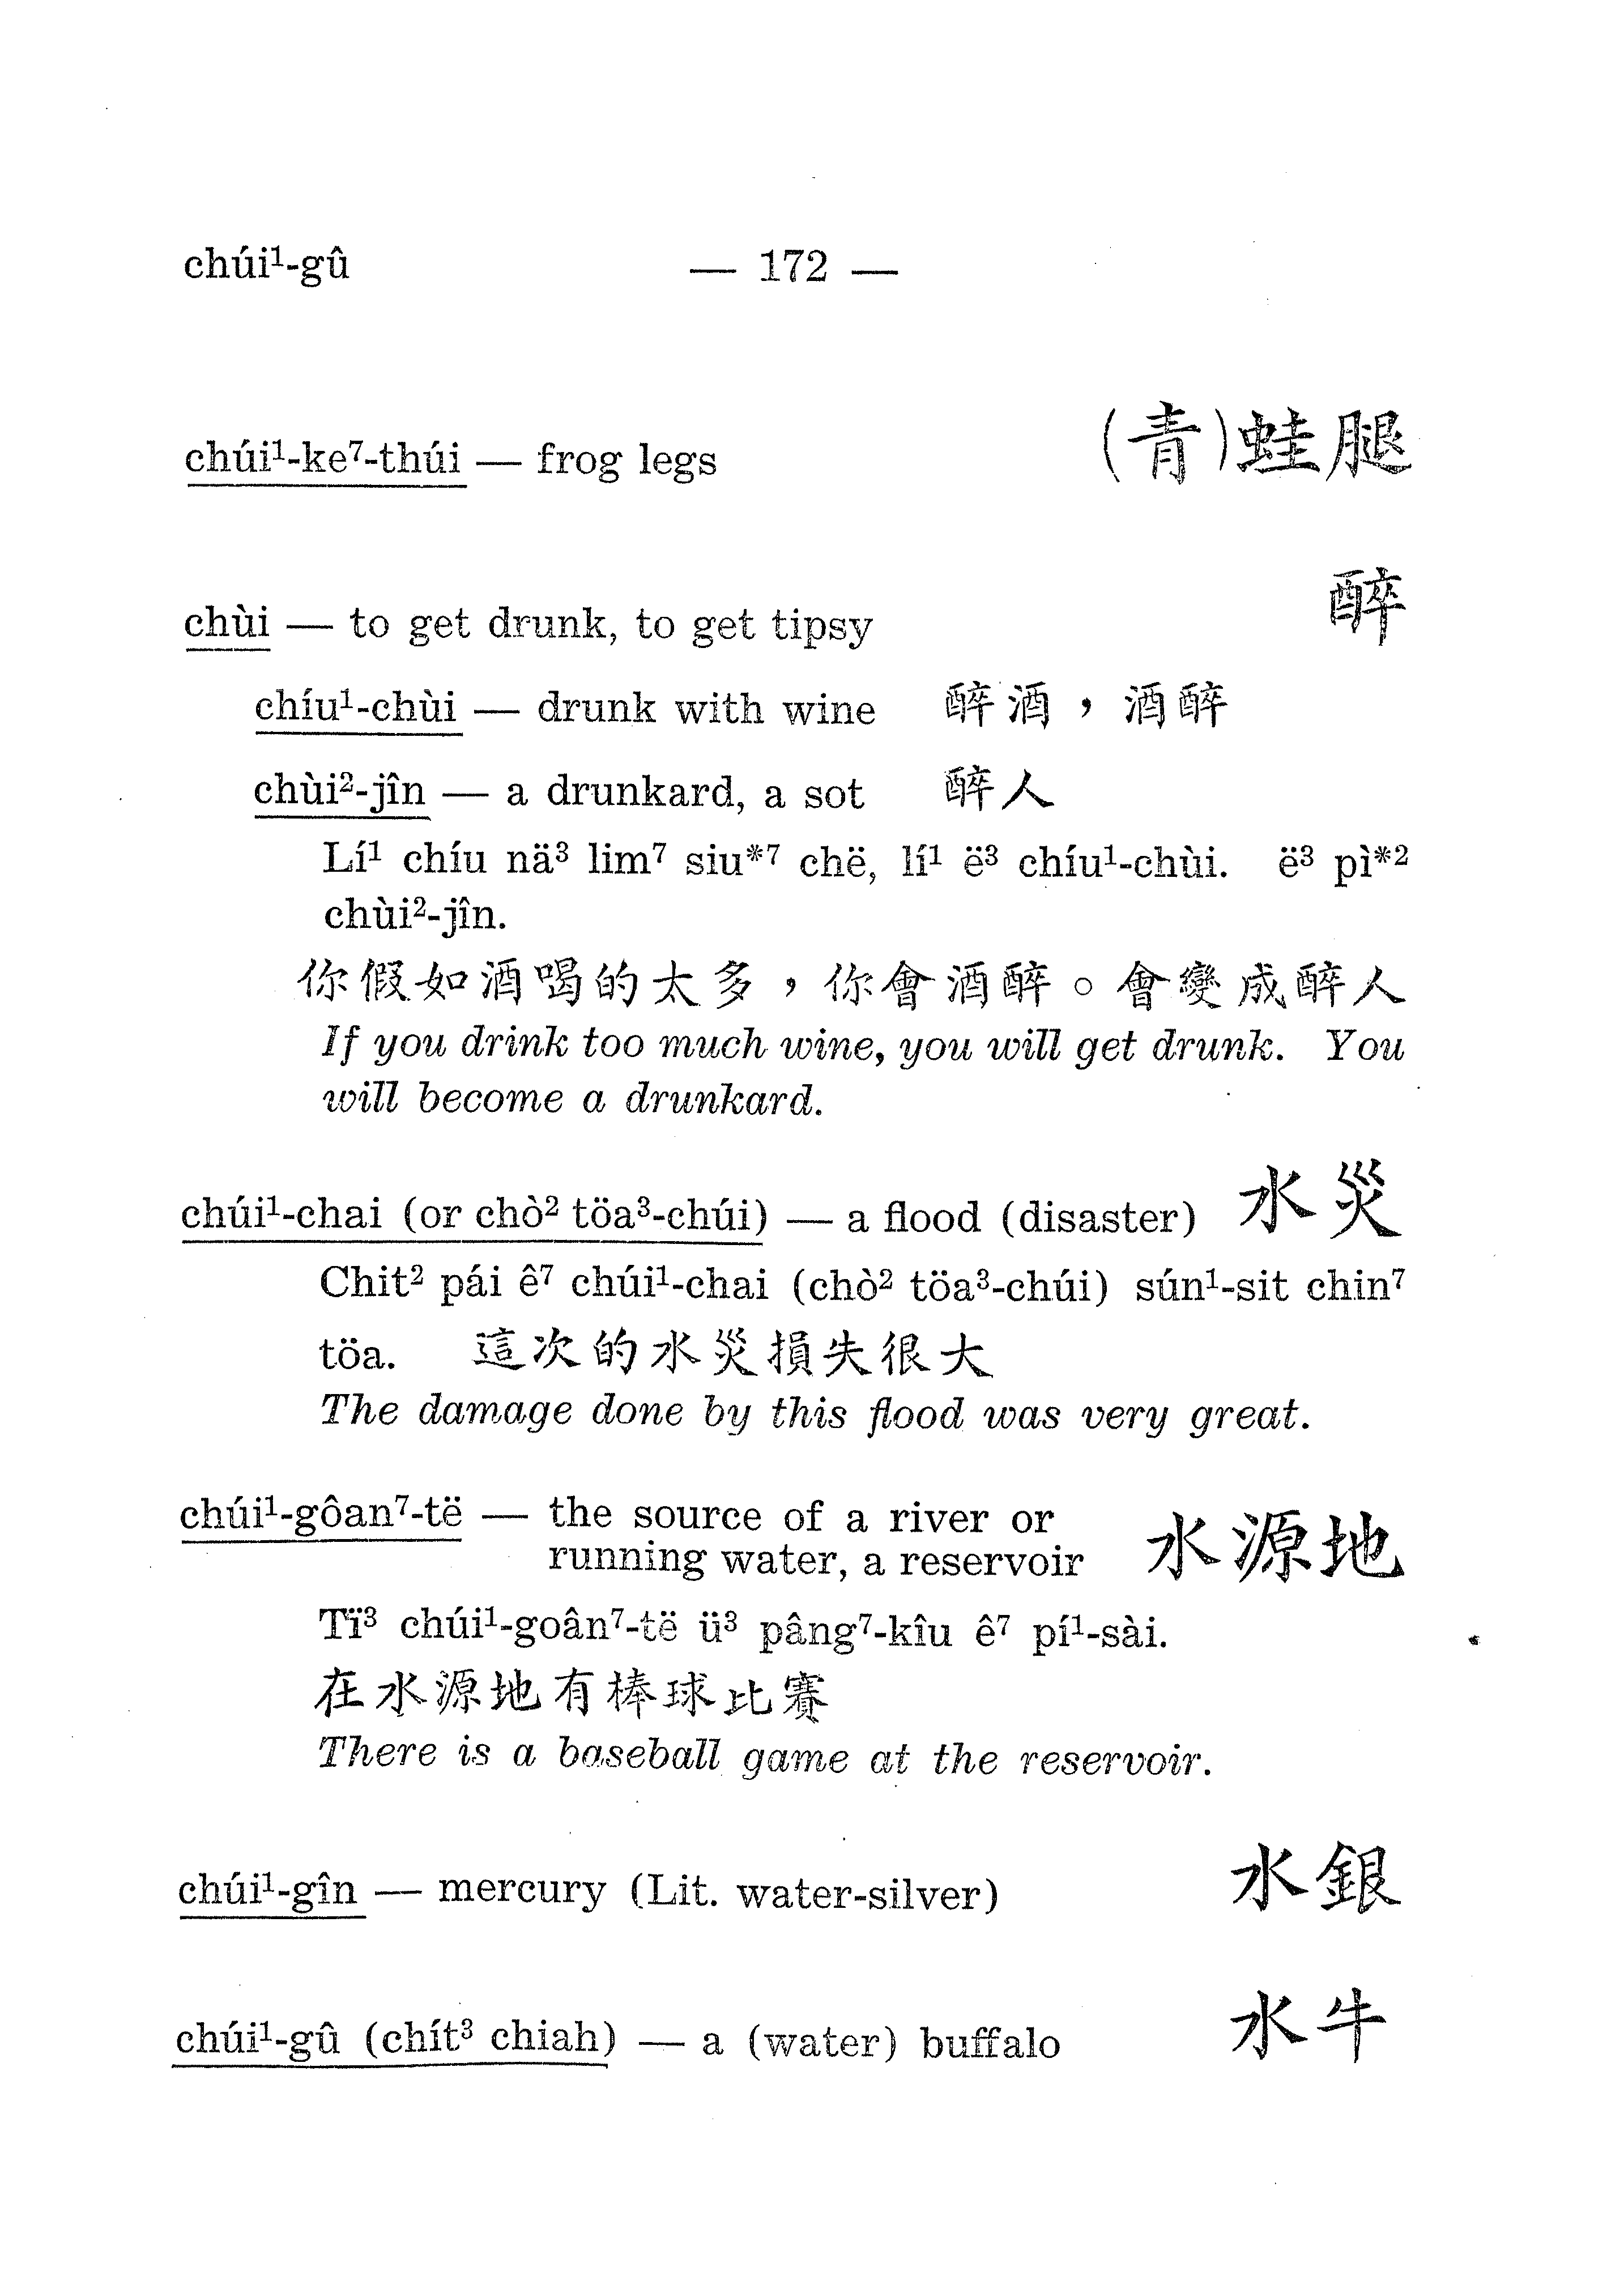 chúi¹-gû — 172 —
chúi¹-ke⁷-thúi — frog legs (青)蛙腿
chùi — to get drunk, to get tipsy 醉
chíu¹-chùi — drunk with wine 醉酒，酒醉
chùi²-jîn — a drunkard, a sot 醉人
Lí¹ chíu nä³ lim⁷ siu*⁷ chë, lí¹ ë³ chíu¹-chùi. ë³ pì*²
chùi²-jîn.
你假如酒喝的太多，你會酒醉。會變成醉人
If you drink too much wine, you will get drunk. You
will become a drunkard.
chúi¹-chai (or chò² töa³-chúi) — a flood (disaster) 水災
Chit² pái ê⁷ chúi¹-chai (chò² töa³-chúi) sún¹-sit chin⁷
töa. 這次的水災損失很大
The damage done by this flood was very great.
chúi¹-gôan⁷-të — the source of a river or
running water, a reservoir 水源地
Tï³ chúi¹-goân⁷-të ü³ pâng⁷-kîu ê⁷ pí¹-sài.
在水源地有棒球比賽
There is a baseball game at the reservoir.
chúi¹-gîn — mercury (Lit. water-silver) 水銀
chúi¹-gû (chít³ chiah) — a (water) buffalo 水牛